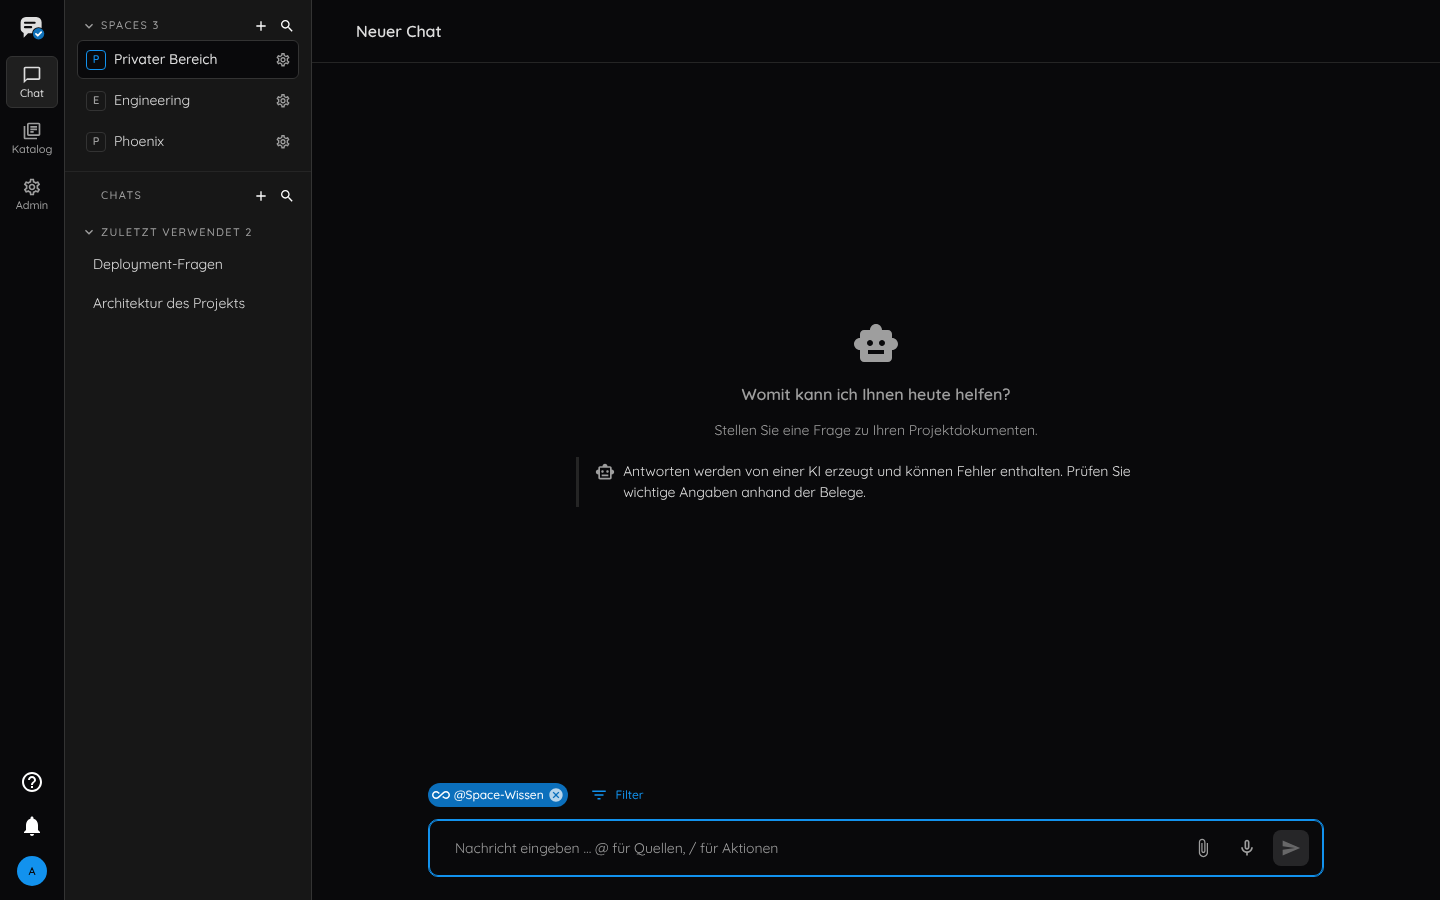 Chat
Katalog
Admin
A
SPACES 3
P Privater Bereich
E Engineering
P Phoenix
CHATS
ZULETZT VERWENDET 2
Deployment-Fragen
Architektur des Projekts
Neuer Chat
Womit kann ich Ihnen heute helfen?
Stellen Sie eine Frage zu Ihren Projektdokumenten.
Antworten werden von einer KI erzeugt und können Fehler enthalten. Prüfen Sie
wichtige Angaben anhand der Belege.
@Space-Wissen Filter
Nachricht eingeben ... @ für Quellen, / für Aktionen